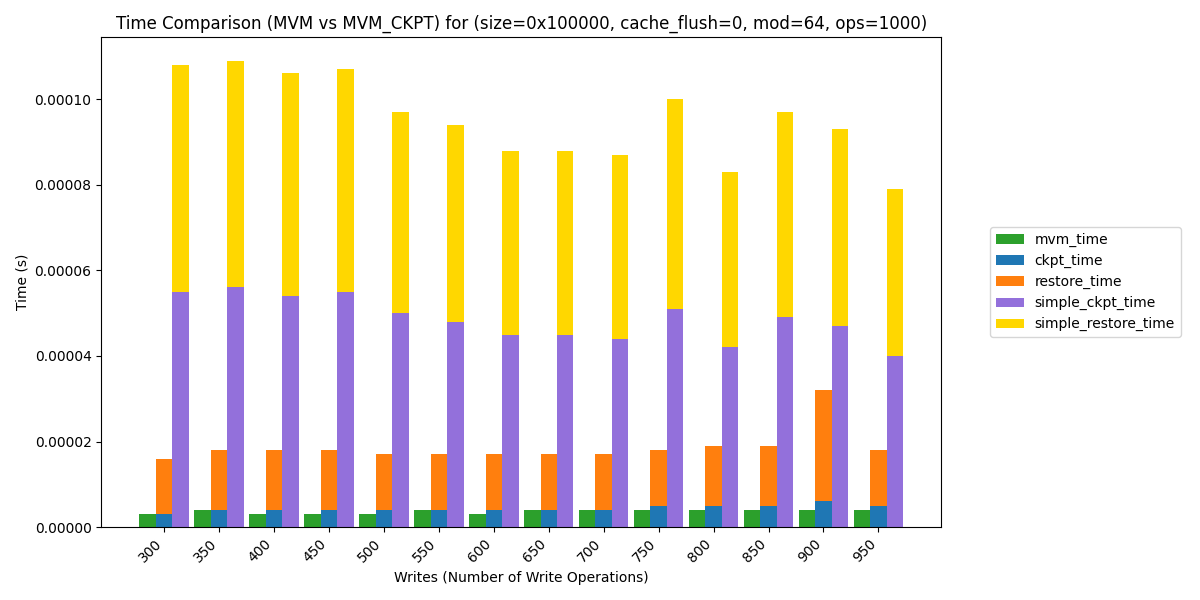 Time Comparison (MVM vs MVM_CKPT) for (size=0x100000, cache_flush=0, mod=64, ops=1000)
Time (s)
0.00010
0.00008
0.00006
0.00004
0.00002
0.00000
300 350 400 450 500 550 600 650 700 750 800 850 900 950
Writes (Number of Write Operations)
mvm_time
ckpt_time
restore_time
simple_ckpt_time
simple_restore_time